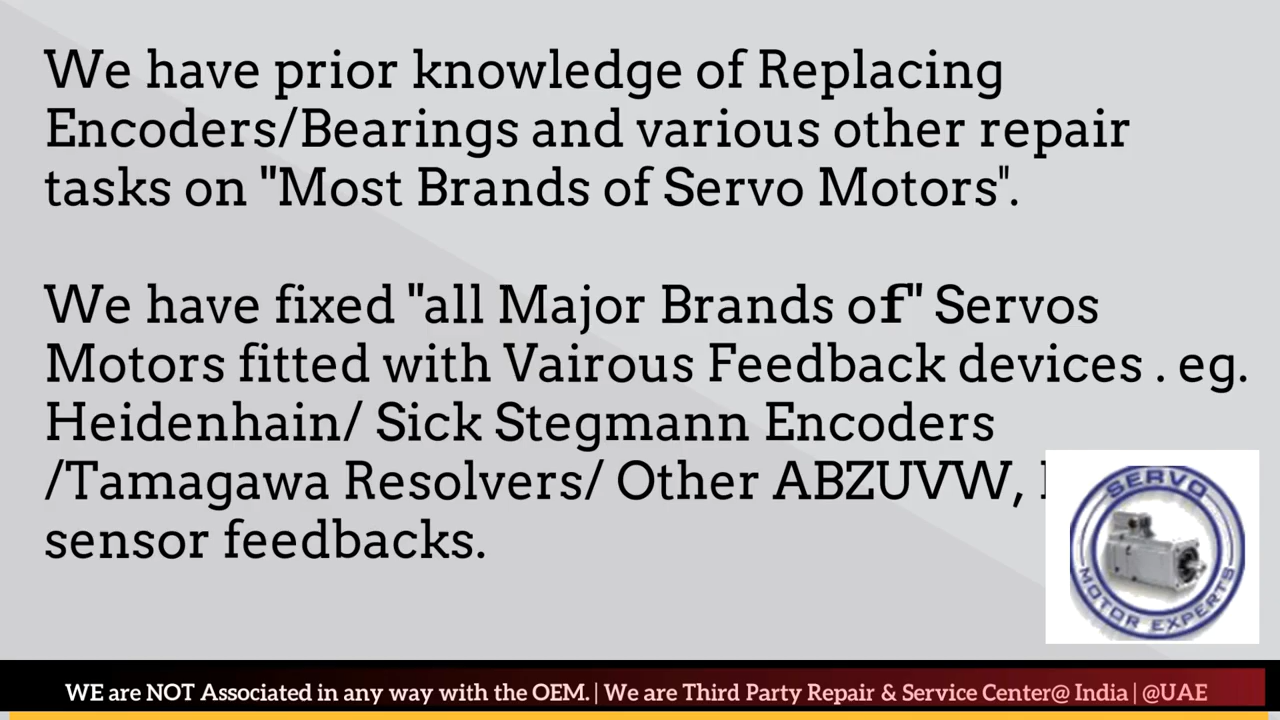 We have prior knowledge of Replacing
Encoders/Bearings and various other repair
tasks on "Most Brands of Servo Motors".
We have fixed "all Major Brands of" Servos
Motors fitted with Vairous Feedback devices . eg.
Heidenhain/ Sick Stegmann Encoders
/Tamagawa Resolvers/ Other ABZUVW,
sensor feedbacks.
SERVO
MOTOR EXPERTS
WE are NOT Associated in any way with the OEM. | We are Third Party Repair & Service Center@ India | @UAE